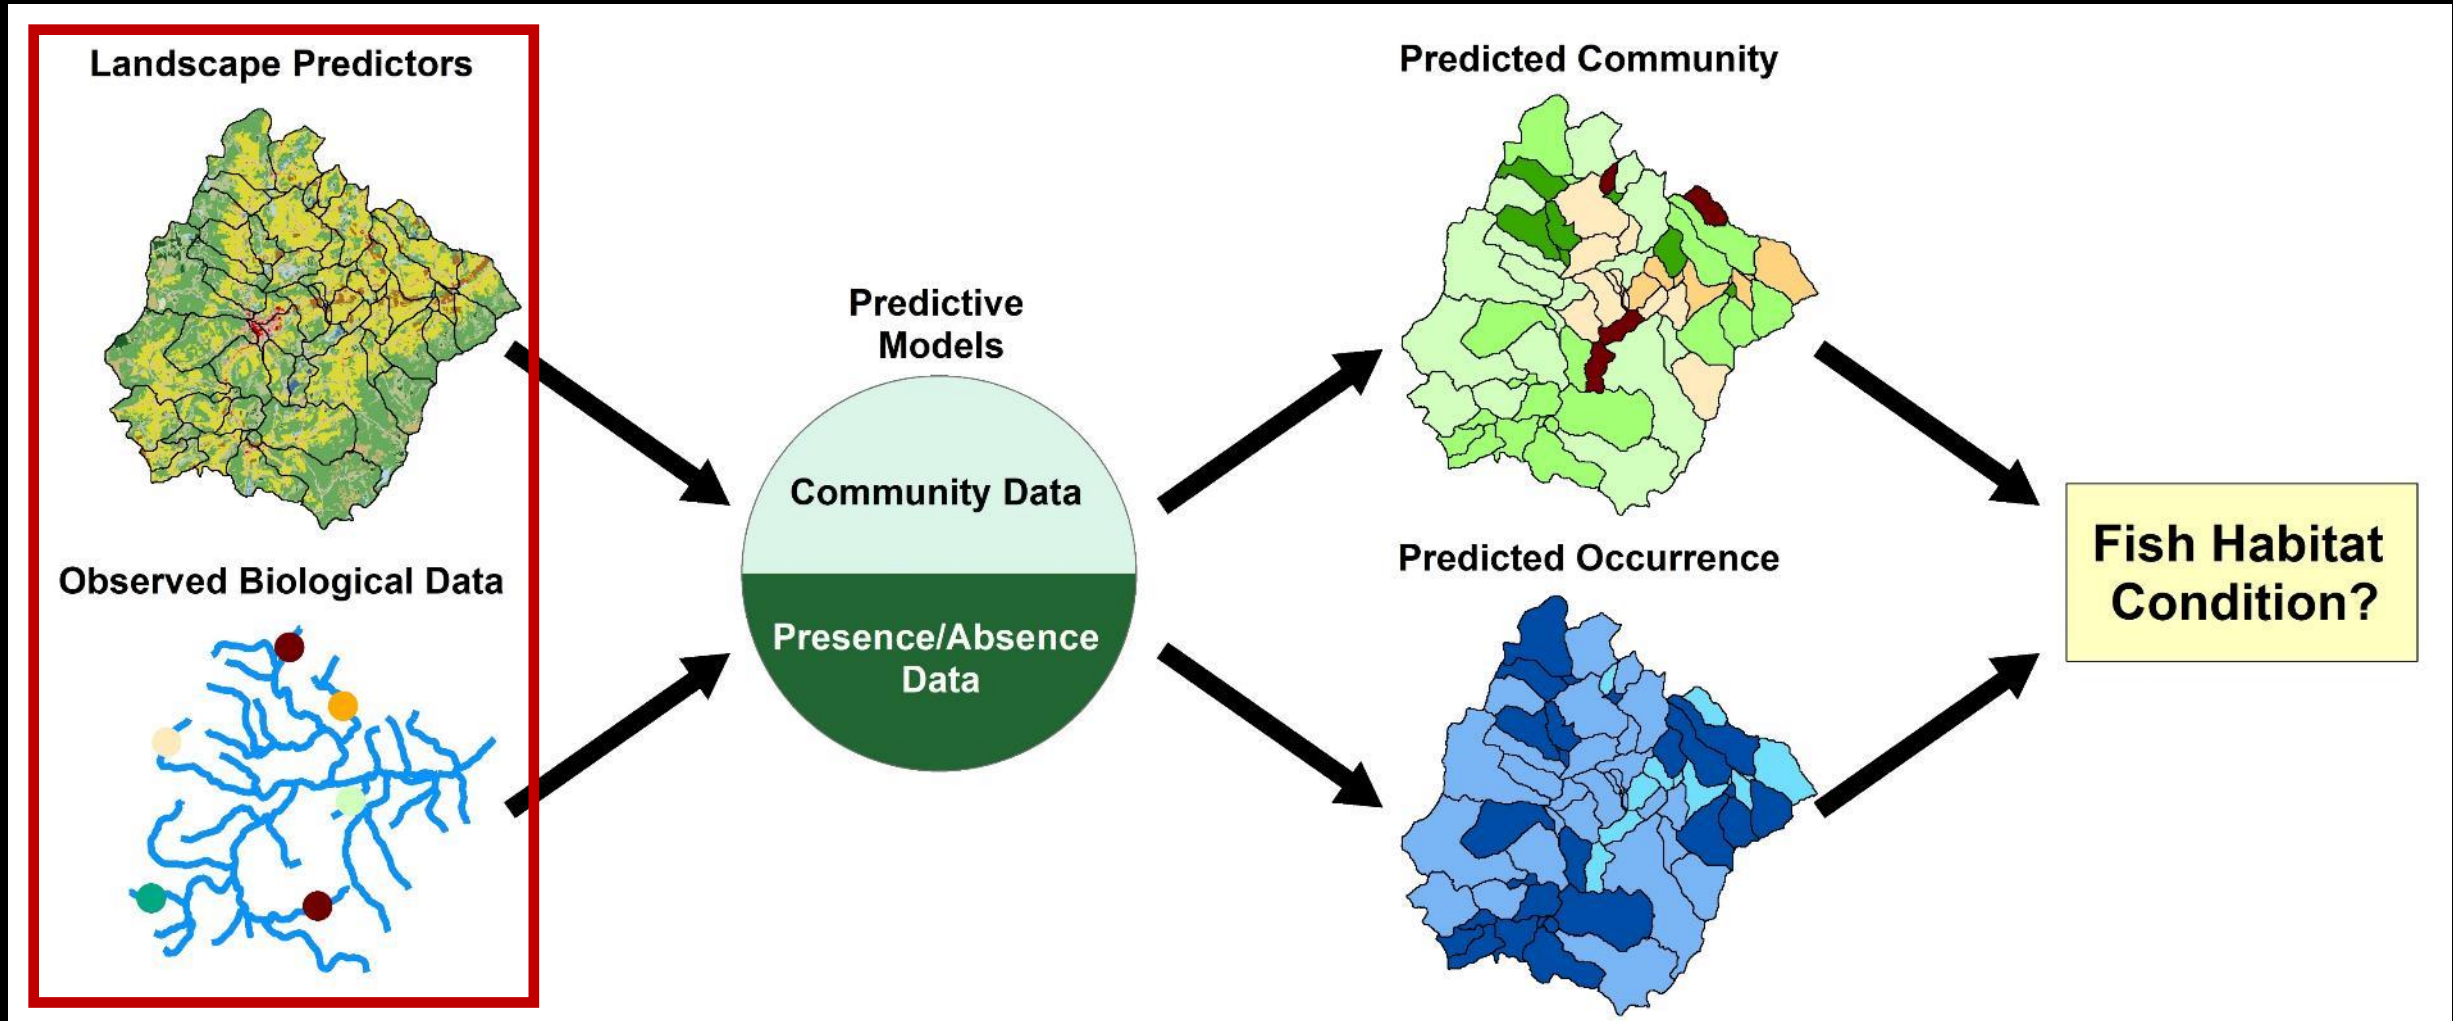 Landscape Predictors
Observed Biological Data
Predictive
Models
Community Data
Presence/Absence
Data
Predicted Community
Predicted Occurrence
Fish Habitat
Condition?